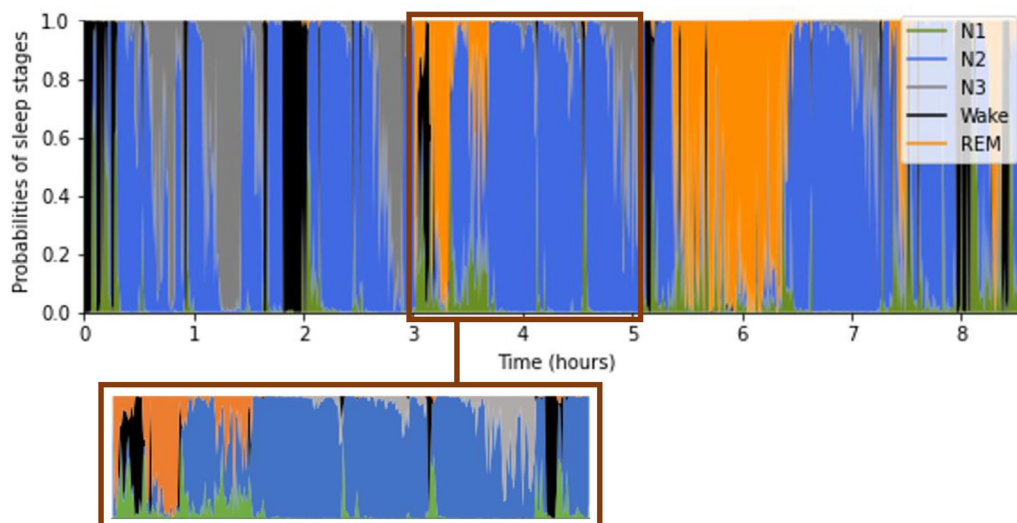 Probabilities of sleep stages
1.0
0.8
0.6
0.4
0.2
0.0
N1
N2
N3
Wake
REM
0 1 2 3 4 5 6 7 8
Time (hours)